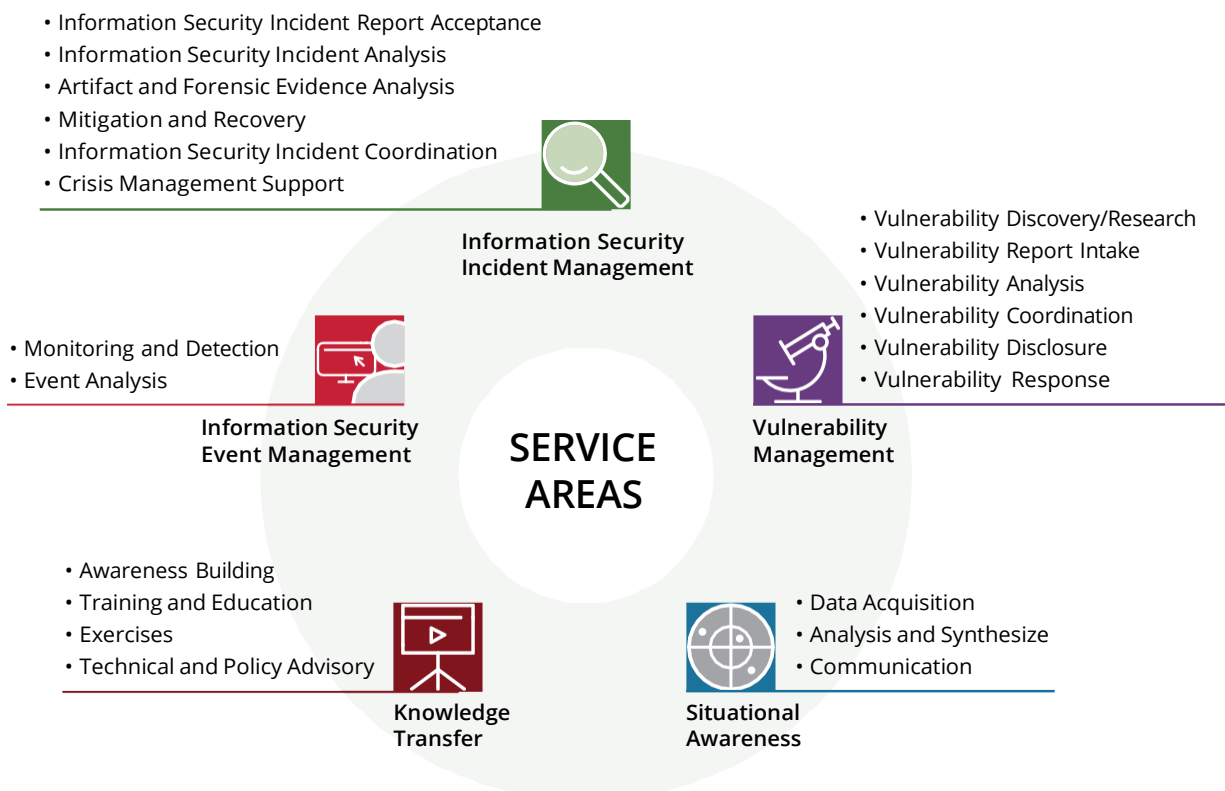 • Information Security Incident Report Acceptance
• Information Security Incident Analysis
• Artifact and Forensic Evidence Analysis
• Mitigation and Recovery
• Information Security Incident Coordination
• Crisis Management Support
Information Security
Incident Management
• Vulnerability Discovery/Research
• Vulnerability Report Intake
• Vulnerability Analysis
• Vulnerability Coordination
• Vulnerability Disclosure
• Vulnerability Response
Vulnerability
Management
• Monitoring and Detection
• Event Analysis
Information Security
Event Management
SERVICE
AREAS
• Awareness Building
• Training and Education
• Exercises
• Technical and Policy Advisory
Knowledge
Transfer
• Data Acquisition
• Analysis and Synthesize
• Communication
Situational
Awareness